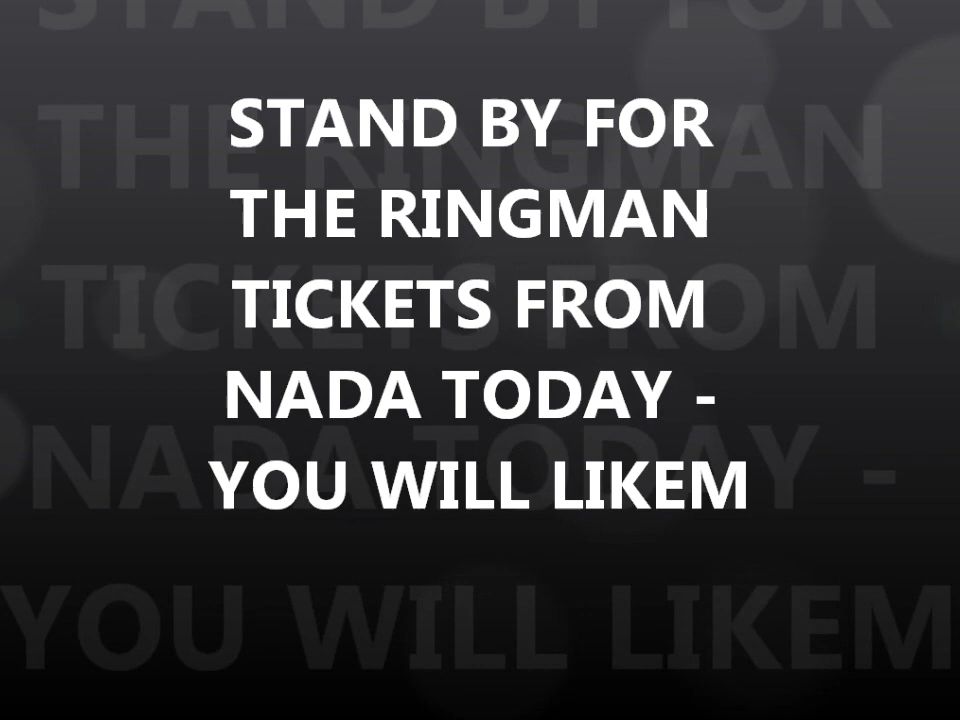 STAND BY FOR
THE RINGMAN
TICKETS FROM
NADA TODAY -
YOU WILL LIKEM